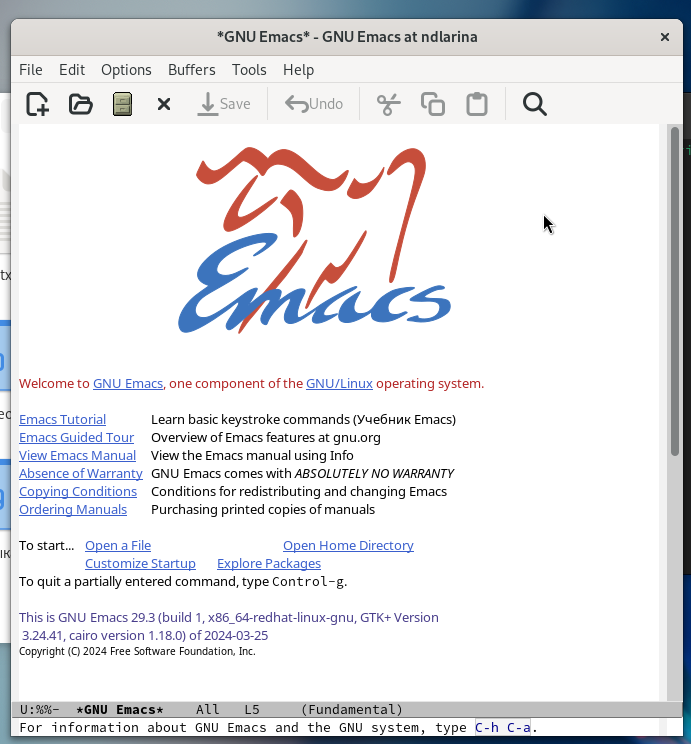 *GNU Emacs* - GNU Emacs at ndlarina
File Edit Options Buffers Tools Help
Save Undo
Emacs
Welcome to GNU Emacs, one component of the GNU/Linux operating system.
Emacs Tutorial Learn basic keystroke commands (Учебник Emacs)
Emacs Guided Tour Overview of Emacs features at gnu.org
View Emacs Manual View the Emacs manual using Info
Absence of Warranty GNU Emacs comes with ABSOLUTELY NO WARRANTY
Copying Conditions Conditions for redistributing and changing Emacs
Ordering Manuals Purchasing printed copies of manuals
To start... Open a File Open Home Directory
Customize Startup Explore Packages
To quit a partially entered command, type Control-g.
This is GNU Emacs 29.3 (build 1, x86_64-redhat-linux-gnu, GTK+ Version
3.24.41, cairo version 1.18.0) of 2024-03-25
Copyright (C) 2024 Free Software Foundation, Inc.
U:%%- *GNU Emacs* All L5 (Fundamental)
For information about GNU Emacs and the GNU system, type C-h C-a.